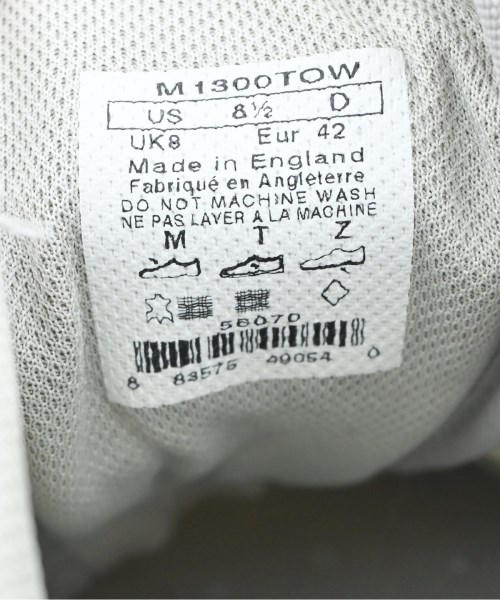 M1300TOW
US 8½ D
UK8 Eur 42
Made in England
Fabriqué en Angleterre
DO NOT MACHINE WASH
NE PAS LAVER A LA MACHINE
M T Z
58070
8 83575 49054 0